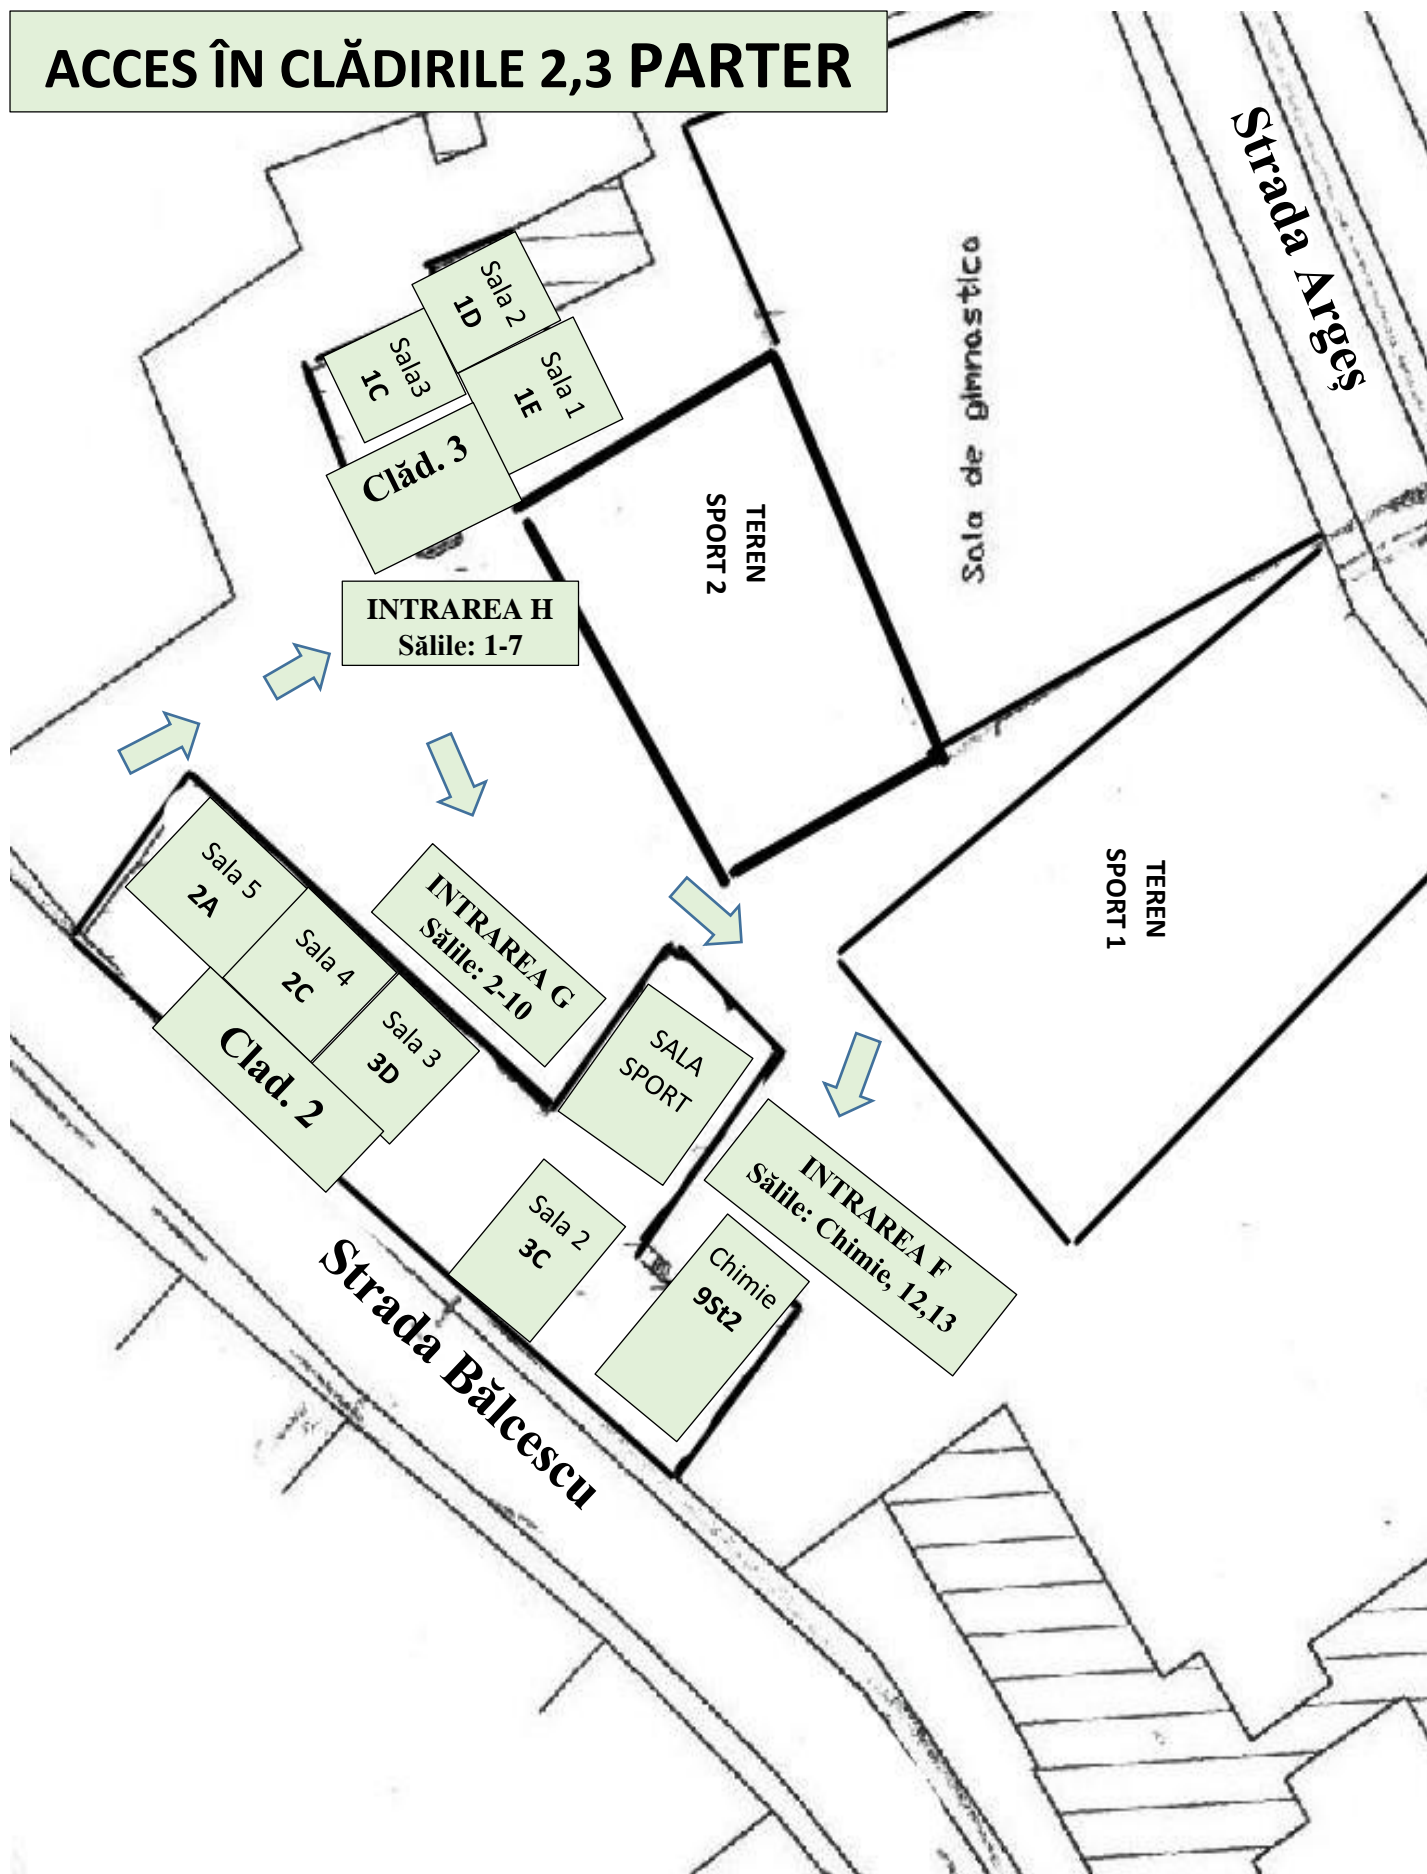 ACCES ÎN CLĂDIRILE 2,3 PARTER
Strada Argeș
Sala 2
1D
Sala3
1C
Sala 1
1E
Clăd. 3
Sala de gimnastica
TEREN
SPORT 2
INTRAREA H
Sălile: 1-7
Sala 5
2A
Sala 4
2C
Sala 3
3D
Clad. 2
INTRAREA G
Sălile: 2-10
SALA
SPORT
TEREN
SPORT 1
INTRAREA F
Sălile: Chimie, 12,13
Sala 2
3C
Chimie
9St2
Strada Bălcescu